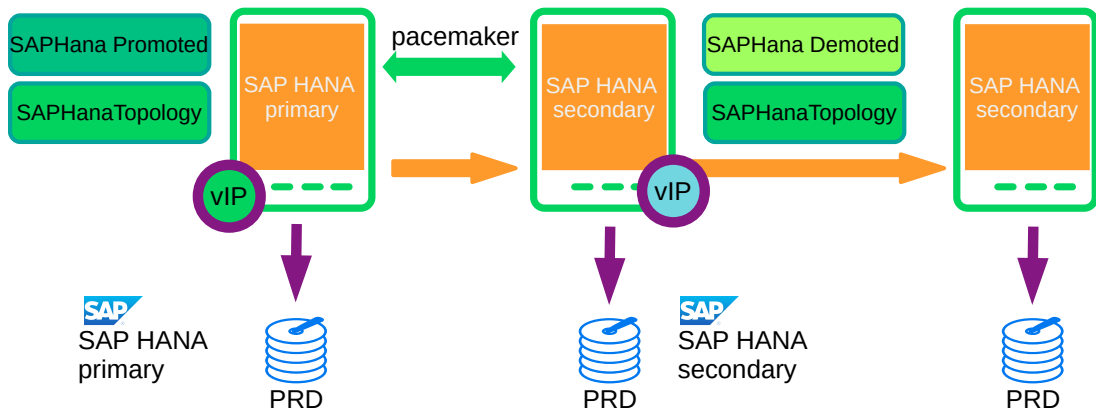 SAPHana Promoted
SAPHanaTopology
SAP HANA
primary
pacemaker
SAP HANA
secondary
SAPHana Demoted
SAPHanaTopology
SAP HANA
secondary
vIP
vIP
SAP
SAP HANA
primary
PRD
PRD
SAP
SAP HANA
secondary
PRD